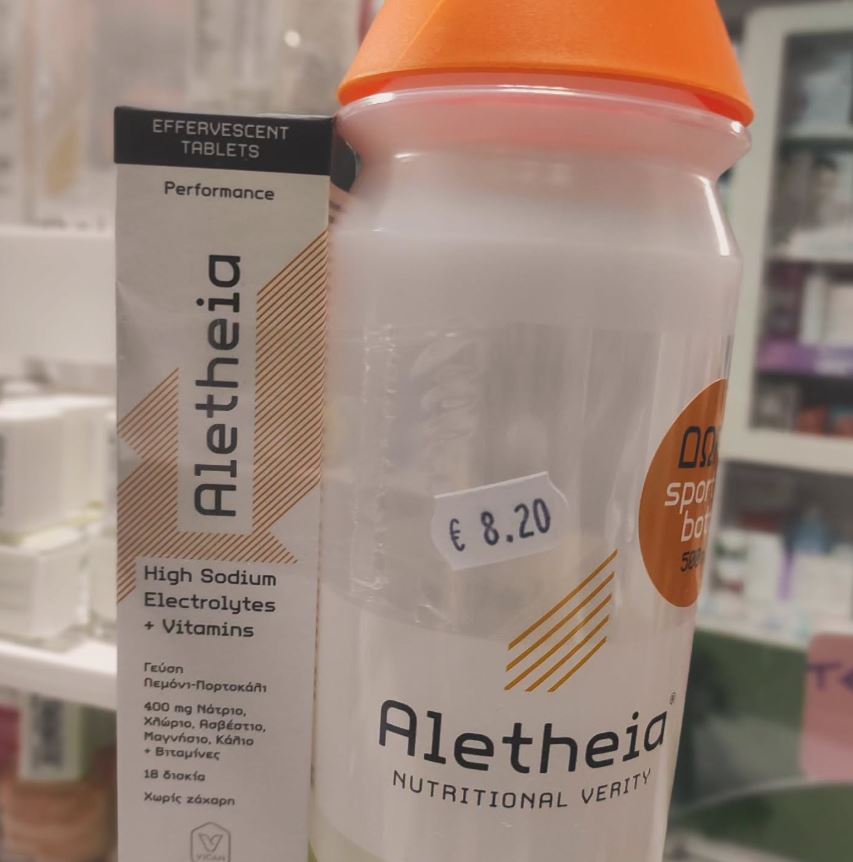 EFFERVESCENT
TABLETS
Performance
Aletheia
High Sodium
Electrolytes
+ Vitamins
Γεύση
Λεμόνι-Πορτοκάλι
400 mg Νάτριο,
Χλώριο, Ασβέστιο,
Μαγνήσιο, Κάλιο
+ Βιταμίνες
18 δισκία
Χωρίς ζάχαρη
€ 8.20
Aletheia®
NUTRITIONAL VERITY